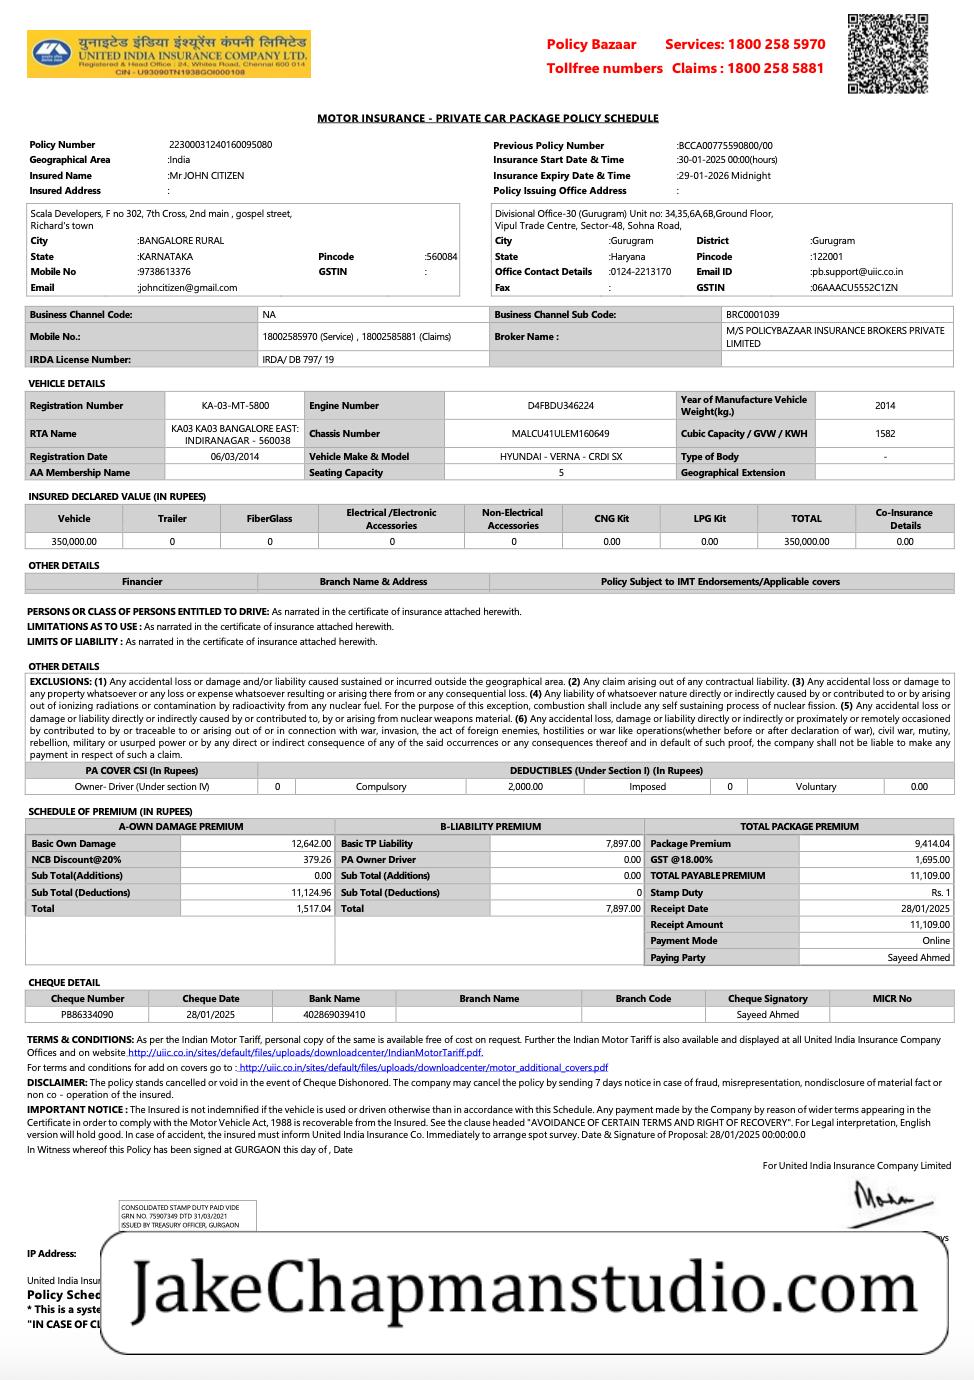 युनाइटेड इंडिया इंश्योरेंस कंपनी लिमिटेड
UNITED INDIA INSURANCE COMPANY LTD.
Registered & Head Office : 24, Whites Road, Chennai 600 014
CIN - U93090TN1938GOI000108
Policy Bazaar Services: 1800 258 5970
Tollfree numbers Claims : 1800 258 5881
MOTOR INSURANCE - PRIVATE CAR PACKAGE POLICY SCHEDULE
Policy Number 22300031240160095080
Geographical Area :India
Insured Name :Mr JOHN CITIZEN
Insured Address :
Previous Policy Number :BCCA00775590800/00
Insurance Start Date & Time :30-01-2025 00:00(hours)
Insurance Expiry Date & Time :29-01-2026 Midnight
Policy Issuing Office Address :
Scala Developers, F no 302, 7th Cross, 2nd main , gospel street,
Richard's town
City :BANGALORE RURAL
State :KARNATAKA Pincode :560084
Mobile No :9738613376 GSTIN :
Email :johncitizen@gmail.com
Divisional Office-30 (Gurugram) Unit no: 34,35,6A,6B,Ground Floor,
Vipul Trade Centre, Sector-48, Sohna Road,
City :Gurugram District :Gurugram
State :Haryana Pincode :122001
Office Contact Details :0124-2213170 Email ID :pb.support@uiic.co.in
Fax : GSTIN :06AAACU5552C1ZN
Business Channel Code: NA Business Channel Sub Code: BRC0001039
Mobile No.: 18002585970 (Service) , 18002585881 (Claims) Broker Name : M/S POLICYBAZAAR INSURANCE BROKERS PRIVATE
LIMITED
IRDA License Number: IRDA/ DB 797/ 19
VEHICLE DETAILS
Registration Number KA-03-MT-5800 Engine Number D4FBDU346224 Year of Manufacture Vehicle
Weight(kg.) 2014
RTA Name KA03 KA03 BANGALORE EAST:
INDIRANAGAR - 560038 Chassis Number MALCU41ULEM160649 Cubic Capacity / GVW / KWH 1582
Registration Date 06/03/2014 Vehicle Make & Model HYUNDAI - VERNA - CRDI SX Type of Body -
AA Membership Name Seating Capacity 5 Geographical Extension
INSURED DECLARED VALUE (IN RUPEES)
Vehicle Trailer FiberGlass Electrical /Electronic
Accessories Non-Electrical
Accessories CNG Kit LPG Kit TOTAL Co-Insurance
Details
350,000.00 0 0 0 0 0.00 0.00 350,000.00 0.00
OTHER DETAILS
Financier Branch Name & Address Policy Subject to IMT Endorsements/Applicable covers
PERSONS OR CLASS OF PERSONS ENTITLED TO DRIVE: As narrated in the certificate of insurance attached herewith.
LIMITATIONS AS TO USE : As narrated in the certificate of insurance attached herewith.
LIMITS OF LIABILITY : As narrated in the certificate of insurance attached herewith.
OTHER DETAILS
EXCLUSIONS: (1) Any accidental loss or damage and/or liability caused sustained or incurred outside the geographical area. (2) Any claim arising out of any contractual liability. (3) Any accidental loss or damage to
any property whatsoever or any loss or expense whatsoever resulting or arising there from or any consequential loss. (4) Any liability of whatsoever nature directly or indirectly caused by or contributed to or by arising
out of ionizing radiations or contamination by radioactivity from any nuclear fuel. For the purpose of this exception, combustion shall include any self sustaining process of nuclear fission. (5) Any accidental loss or
damage or liability directly or indirectly caused by or contributed to, by or arising from nuclear weapons material. (6) Any accidental loss, damage or liability directly or indirectly or proximately or remotely occasioned
by contributed to by or traceable to or arising out of or in connection with war, invasion, the act of foreign enemies, hostilities or war like operations(whether before or after declaration of war), civil war, mutiny,
rebellion, military or usurped power or by any direct or indirect consequence of any of the said occurrences or any consequences thereof and in default of such proof, the company shall not be liable to make any
payment in respect of such a claim.
PA COVER CSI (In Rupees) DEDUCTIBLES (Under Section I) (In Rupees)
Owner- Driver (Under section IV) 0 Compulsory 2,000.00 Imposed 0 Voluntary 0.00
SCHEDULE OF PREMIUM (IN RUPEES)
A-OWN DAMAGE PREMIUM B-LIABILITY PREMIUM TOTAL PACKAGE PREMIUM
Basic Own Damage 12,642.00 Basic TP Liability 7,897.00 Package Premium 9,414.04
NCB Discount@20% 379.26 PA Owner Driver 0.00 GST @18.00% 1,695.00
Sub Total(Additions) 0.00 Sub Total (Additions) 0.00 TOTAL PAYABLE PREMIUM 11,109.00
Sub Total (Deductions) 11,124.96 Sub Total (Deductions) 0 Stamp Duty Rs. 1
Total 1,517.04 Total 7,897.00 Receipt Date 28/01/2025
Receipt Amount 11,109.00
Payment Mode Online
Paying Party Sayeed Ahmed
CHEQUE DETAIL
Cheque Number Cheque Date Bank Name Branch Name Branch Code Cheque Signatory MICR No
PB86334090 28/01/2025 402869039410 Sayeed Ahmed
TERMS & CONDITIONS: As per the Indian Motor Tariff, personal copy of the same is available free of cost on request. Further the Indian Motor Tariff is also available and displayed at all United India Insurance Company
Offices and on website http://uiic.co.in/sites/default/files/uploads/downloadcenter/IndianMotorTariff.pdf.
For terms and conditions for add on covers go to : http://uiic.co.in/sites/default/files/uploads/downloadcenter/motor_additional_covers.pdf
DISCLAIMER: The policy stands cancelled or void in the event of Cheque Dishonored. The company may cancel the policy by sending 7 days notice in case of fraud, misrepresentation, nondisclosure of material fact or
non co - operation of the insured.
IMPORTANT NOTICE : The Insured is not indemnified if the vehicle is used or driven otherwise than in accordance with this Schedule. Any payment made by the Company by reason of wider terms appearing in the
Certificate in order to comply with the Motor Vehicle Act, 1988 is recoverable from the Insured. See the clause headed "AVOIDANCE OF CERTAIN TERMS AND RIGHT OF RECOVERY". For Legal interpretation, English
version will hold good. In case of accident, the insured must inform United India Insurance Co. Immediately to arrange spot survey. Date & Signature of Proposal: 28/01/2025 00:00:00.0
In Witness whereof this Policy has been signed at GURGAON this day of , Date
For United India Insurance Company Limited
CONSOLIDATED STAMP DUTY PAID VIDE
GRN NO. 75907349 DTD 31/03/2021
ISSUED BY TREASURY OFFICER, GURGAON
IP Address:
United India Insur
Policy Sched
* This is a syste
"IN CASE OF CL
JakeChapmanstudio.com